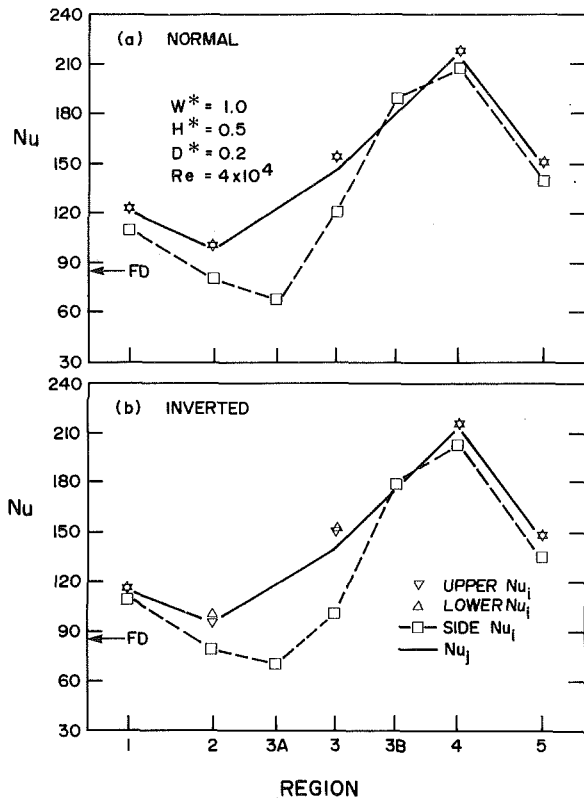 240
(a) NORMAL
210
W* = 1.0
180
H* = 0.5
Nu
D* = 0.2
150
Re = 4x10⁴
120
90
FD
60
30
240
(b) INVERTED
210
Nu
180
150
120
UPPER Nuᵢ
LOWER Nuᵢ
90
FD
SIDE Nuᵢ
60
Nuⱼ
30
1 2 3A 3 3B 4 5
REGION